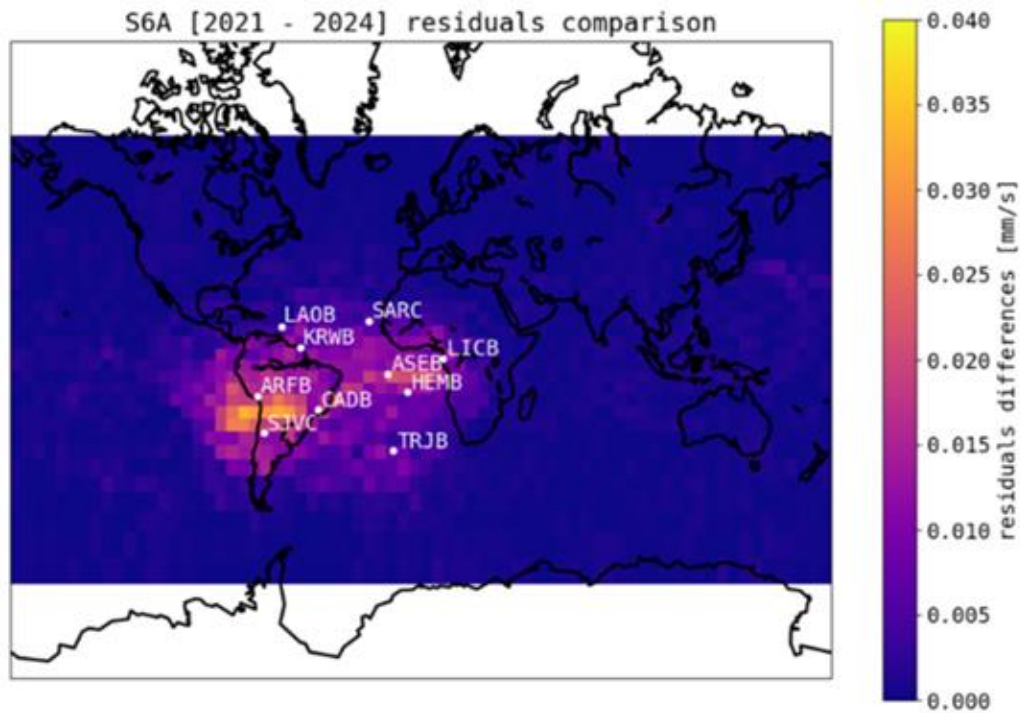 S6A [2021 - 2024] residuals comparison
0.040
0.035
0.030
0.025
0.020
0.015
0.010
0.005
0.000
residuals differences [mm/s]
LAOB
SARC
KRWB
LICB
ASEB
HEMB
ARFB
CADB
SJVC
TRJB